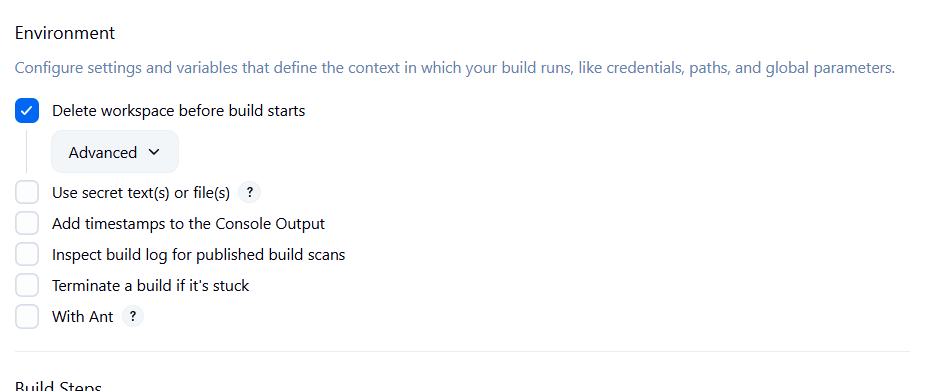 Environment
Configure settings and variables that define the context in which your build runs, like credentials, paths, and global parameters.
Delete workspace before build starts
Advanced
Use secret text(s) or file(s) ?
Add timestamps to the Console Output
Inspect build log for published build scans
Terminate a build if it's stuck
With Ant ?
Build Steps